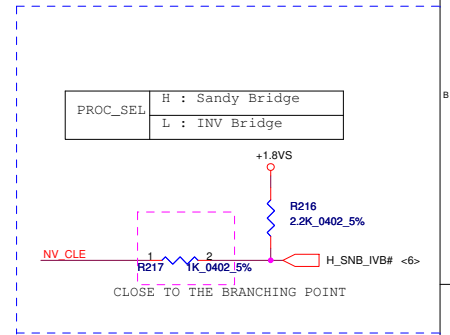 PROC_SEL
H : Sandy Bridge
L : INV Bridge
B
+1.8VS
R216
2.2K_0402_5%
NV_CLE
1
2
R217
1K_0402_5%
H_SNB_IVB# <6>
CLOSE TO THE BRANCHING POINT